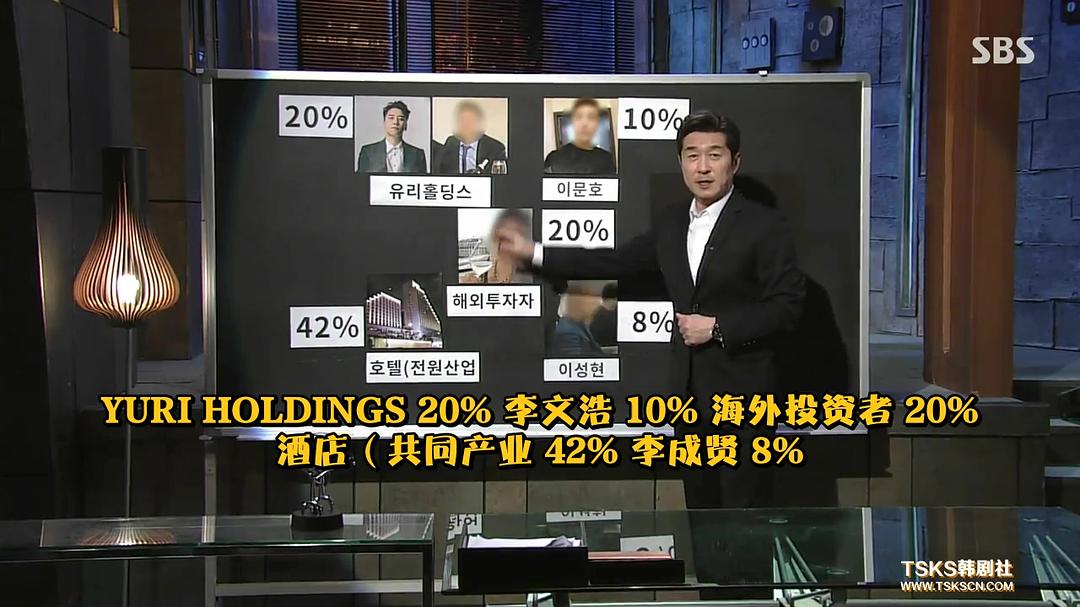 SBS
20%
10%
유리홀딩스
이문호
20%
해외투자자
42%
8%
호텔(전원산업
이성현
YURI HOLDINGS 20% 李文浩 10% 海外投资者 20%
酒店（共同产业 42% 李成贤 8%
TSKS韩剧社
WWW.TSKSCN.COM